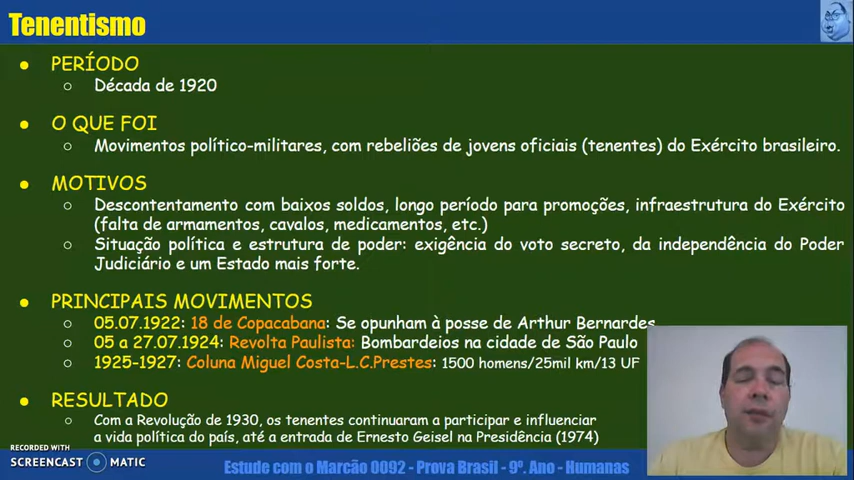 Tenentismo
PERÍODO
Década de 1920
O QUE FOI
Movimentos político-militares, com rebeliões de jovens oficiais (tenentes) do Exército brasileiro.
MOTIVOS
Descontentamento com baixos soldos, longo período para promoções, infraestrutura do Exército
(falta de armamentos, cavalos, medicamentos, etc.)
Situação política e estrutura de poder: exigência do voto secreto, da independência do Poder
Judiciário e um Estado mais forte.
PRINCIPAIS MOVIMENTOS
05.07.1922: 18 de Copacabana: Se opunham à posse de Arthur Bernardes
05 a 27.07.1924: Revolta Paulista: Bombardeios na cidade de São Paulo
1925-1927: Coluna Miguel Costa-L.C.Prestes: 1500 homens/25mil km/13 UF
RESULTADO
Com a Revolução de 1930, os tenentes continuaram a participar e influenciar
a vida política do país, até a entrada de Ernesto Geisel na Presidência (1974)
RECORDED WITH
SCREENCAST MATIC
Estude com o Marcão 0092 - Prova Brasil - 9º. Ano - Humanas